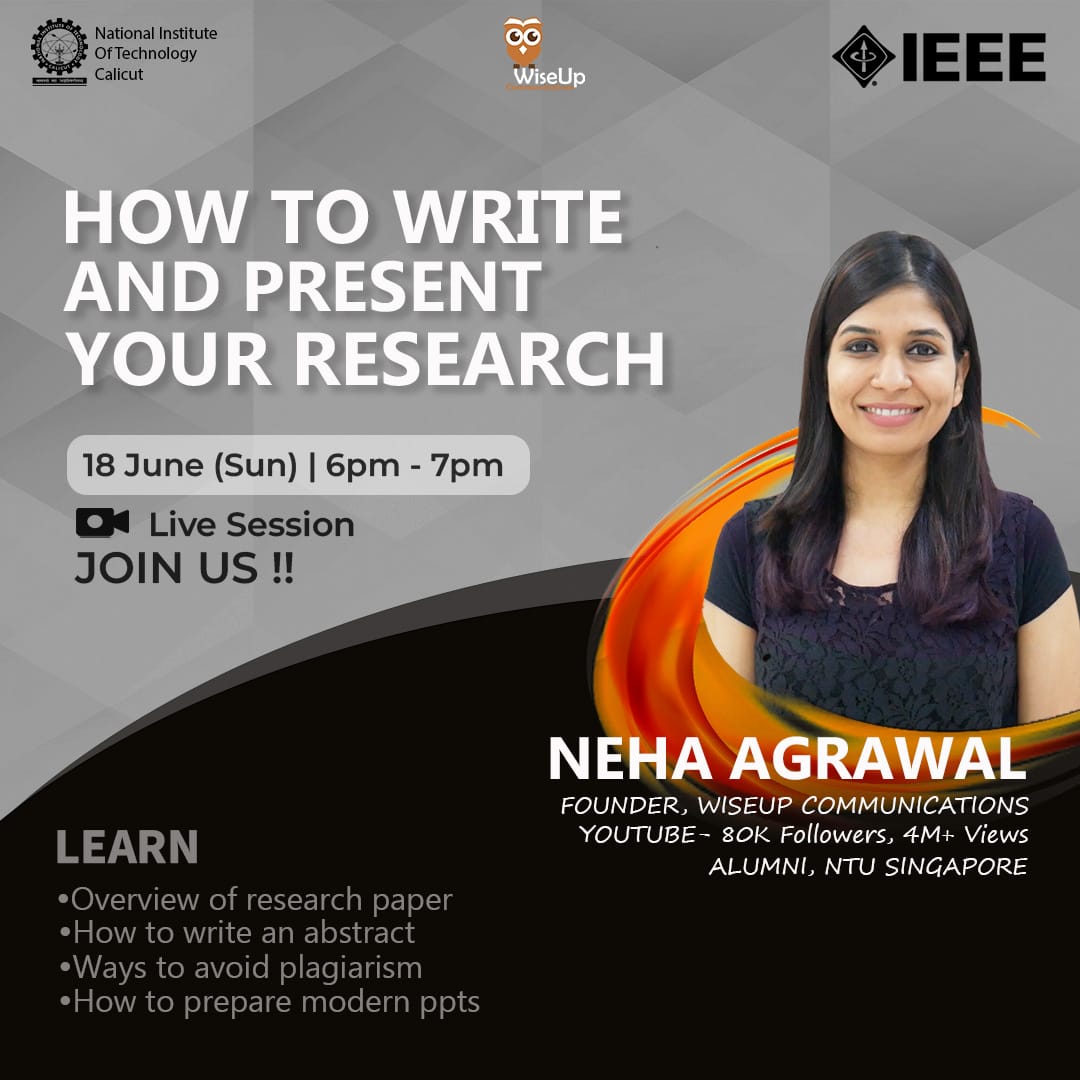 National Institute
Of Technology
Calicut
WiseUp
IEEE
HOW TO WRITE
AND PRESENT
YOUR RESEARCH
18 June (Sun) | 6pm - 7pm
Live Session
JOIN US !!
NEHA AGRAWAL
FOUNDER, WISEUP COMMUNICATIONS
YOUTUBE- 80K Followers, 4M+ Views
ALUMNI, NTU SINGAPORE
LEARN
•Overview of research paper
•How to write an abstract
•Ways to avoid plagiarism
•How to prepare modern ppts